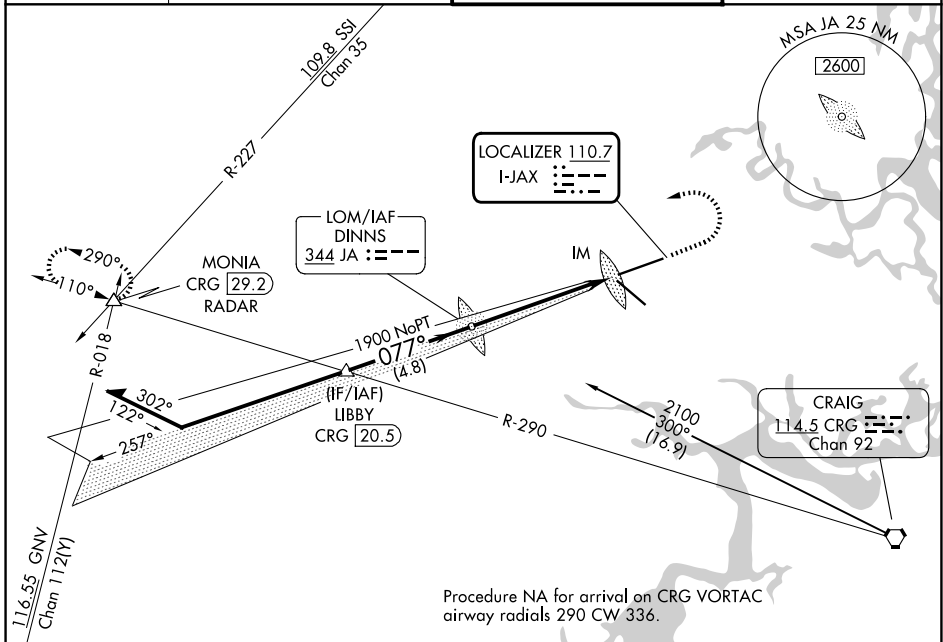 MSA JA 25 NM
2600
109.8 SSI
Chan 35
R-227
LOCALIZER 110.7
I-JAX
LOM/IAF
DINNS
344 JA
IM
290°
110°
MONIA
CRG 29.2
RADAR
R-018
1900 NoPT
077°
(4.8)
302°
122°
257°
(IF/IAF)
LIBBY
CRG 20.5
R-290
2100
300°
(16.9)
CRAIG
114.5 CRG
Chan 92
116.55 GNV
Chan 112(Y)
Procedure NA for arrival on CRG VORTAC
airway radials 290 CW 336.